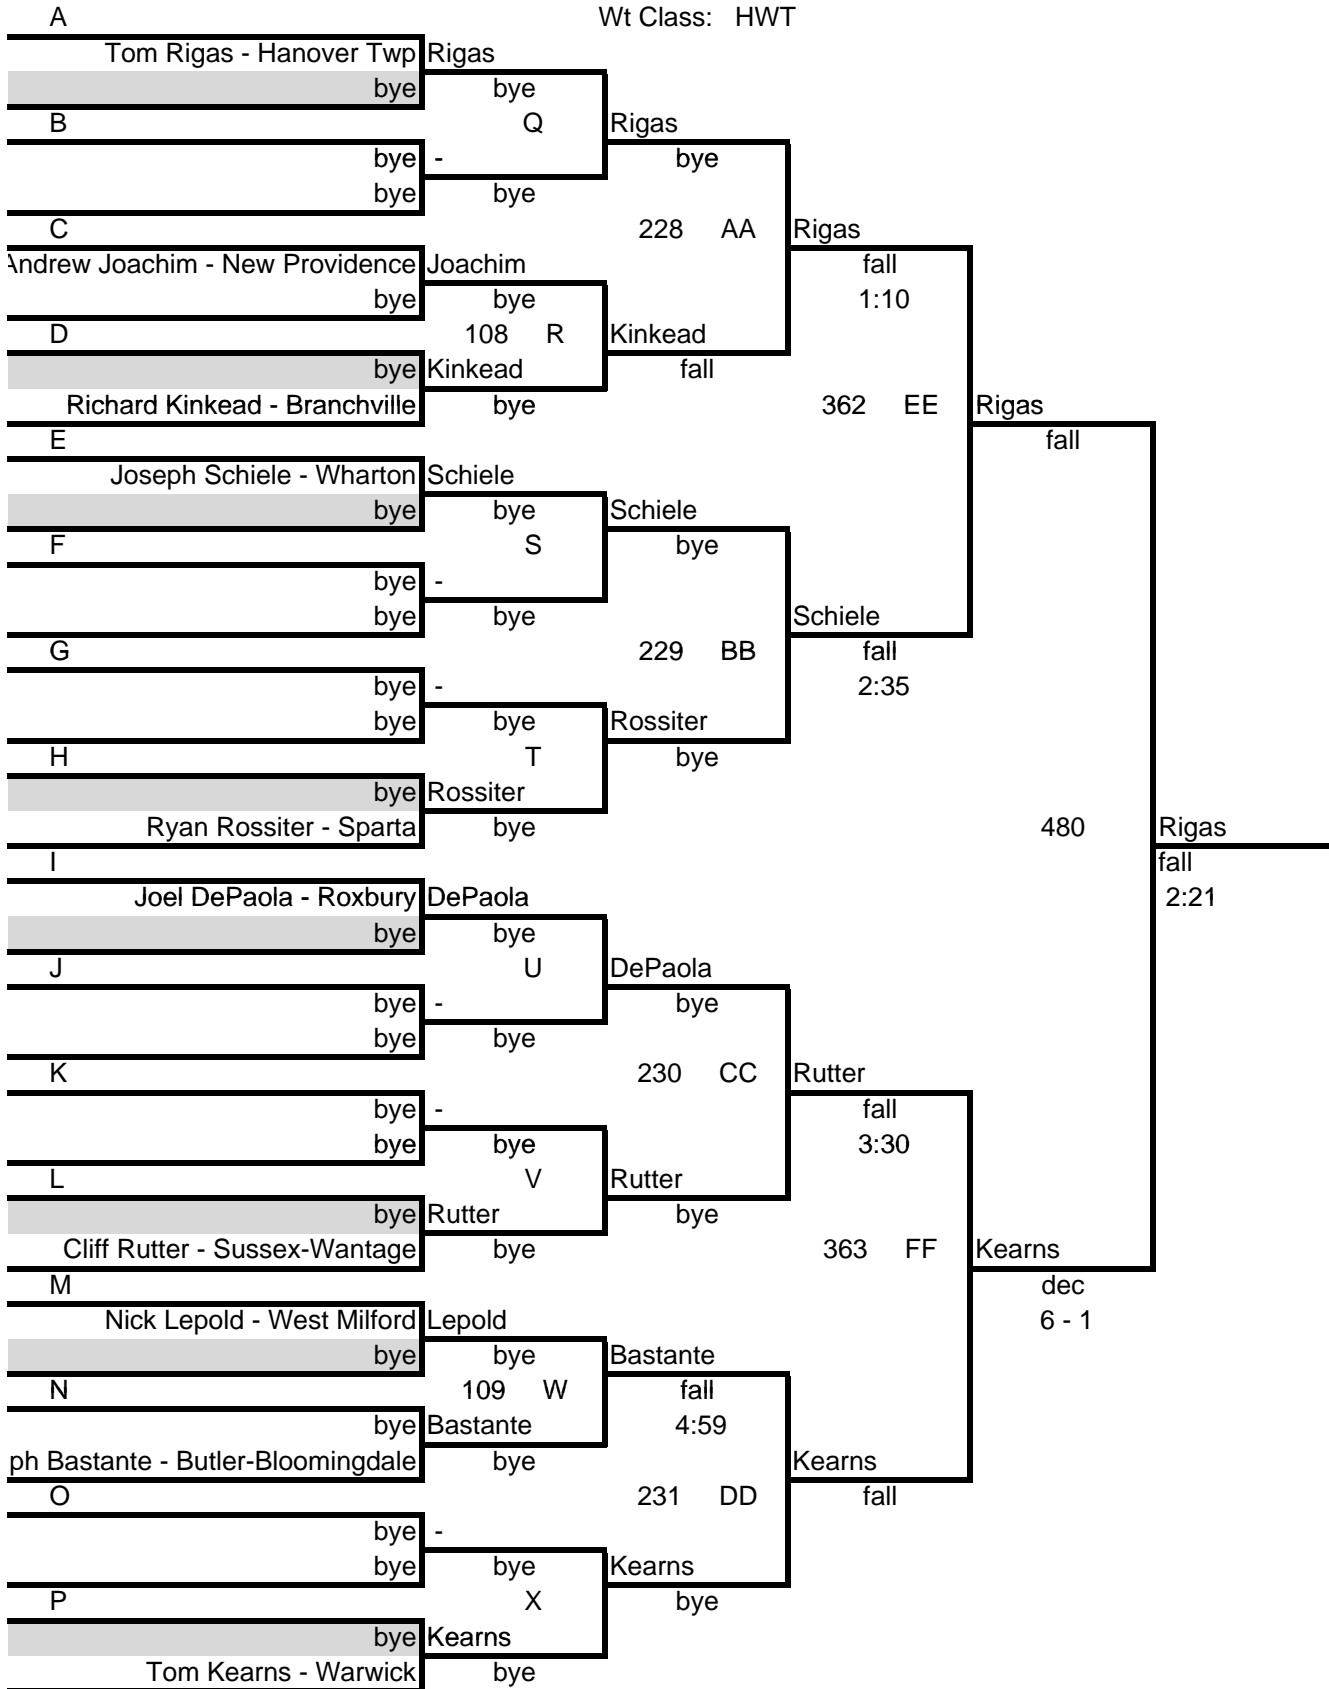 A Wt Class: HWT
Tom Rigas - Hanover Twp Rigas
bye bye
B Q Rigas
bye - bye
bye bye
C 228 AA Rigas
Andrew Joachim - New Providence Joachim fall
bye bye 1:10
D 108 R Kinkead
bye Kinkead fall
Richard Kinkead - Branchville bye 362 EE Rigas
E fall
Joseph Schiele - Wharton Schiele
bye bye Schiele
F S bye
bye -
bye bye Schiele
G 229 BB fall
bye - 2:35
bye bye Rossiter
H T bye
bye Rossiter
Ryan Rossiter - Sparta bye 480 Rigas
I fall
Joel DePaola - Roxbury DePaola 2:21
bye bye
J U DePaola
bye - bye
bye bye
K 230 CC Rutter
bye - fall
bye bye 3:30
L V Rutter
bye Rutter bye
Cliff Rutter - Sussex-Wantage bye 363 FF Kearns
M dec
Nick Lepold - West Milford Lepold 6 - 1
bye bye Bastante
N 109 W fall
bye Bastante 4:59
ph Bastante - Butler-Bloomingdale bye Kearns
O 231 DD fall
bye -
bye bye Kearns
P X bye
bye Kearns
Tom Kearns - Warwick bye